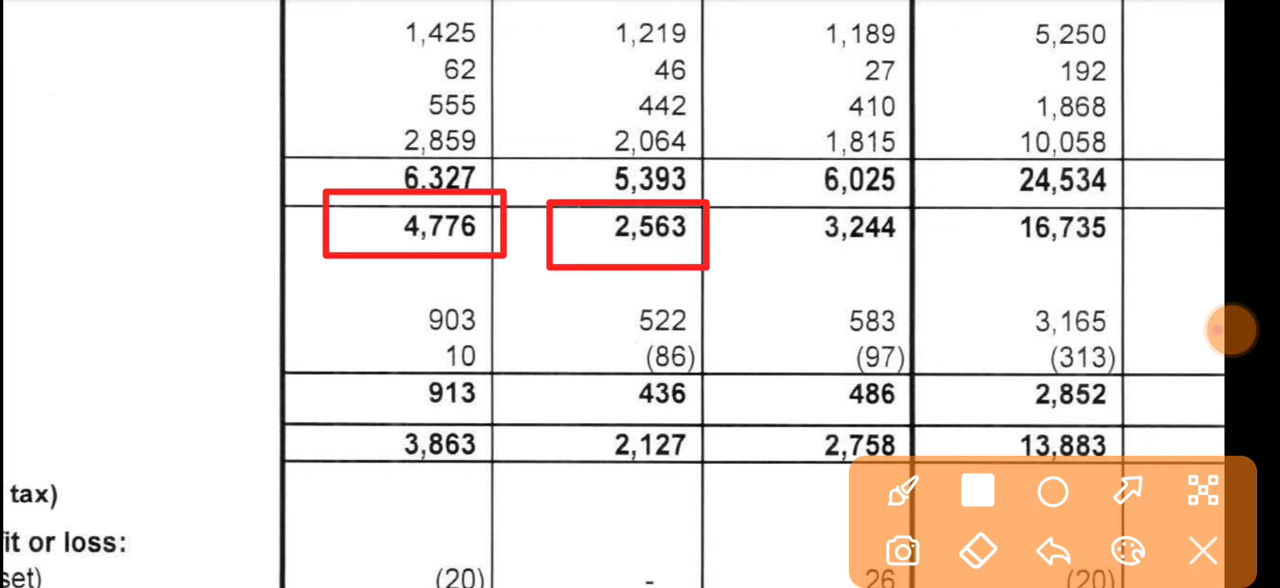 1,425 1,219 1,189 5,250
62 46 27 192
555 442 410 1,868
2,859 2,064 1,815 10,058
6.327 5,393 6,025 24,534
4,776 2,563 3,244 16,735
903 522 583 3,165
10 (86) (97) (313)
913 436 486 2,852
3,863 2,127 2,758 13,883
tax)
fit or loss:
set)
(20) - 26 (20)